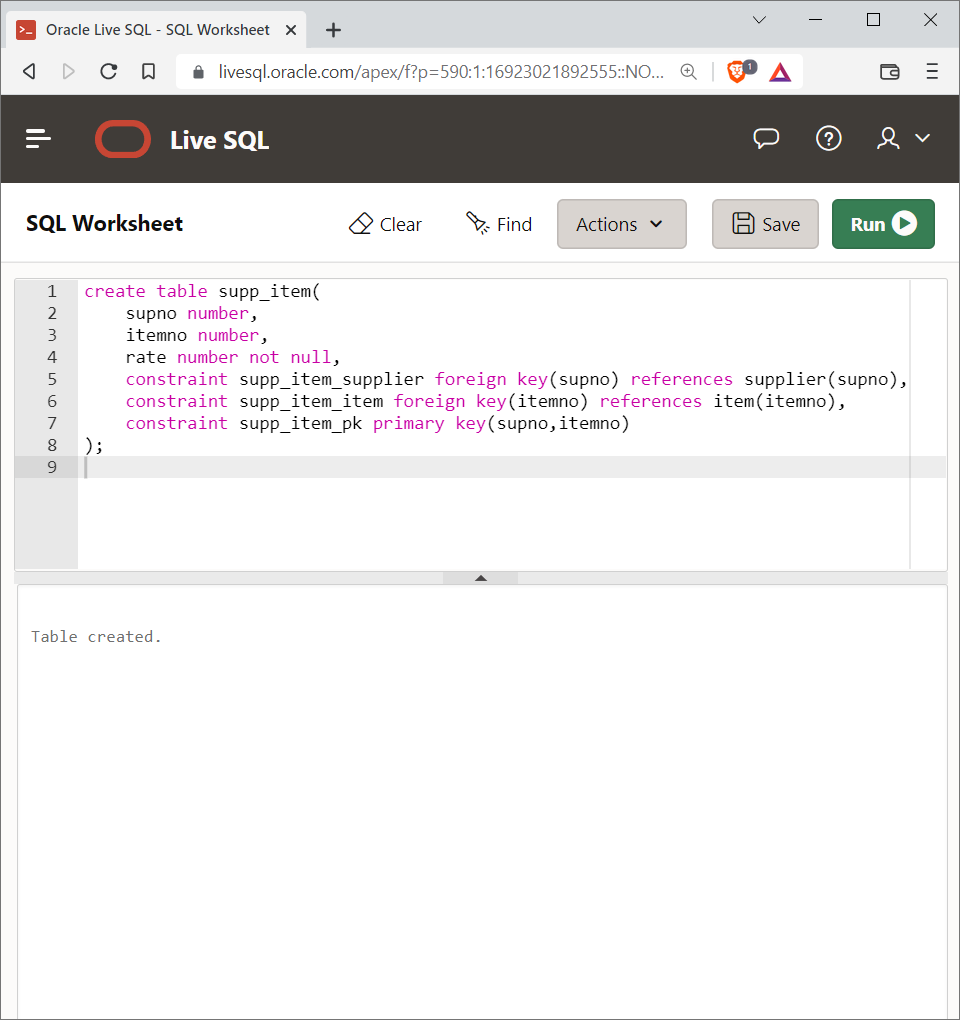 Oracle Live SQL - SQL Worksheet
livesql.oracle.com/apex/f?p=590:1:16923021892555::NO...
1
Live SQL
SQL Worksheet
Clear
Find
Actions
Save
Run
1 create table supp_item(
2     supno number,
3     itemno number,
4     rate number not null,
5     constraint supp_item_supplier foreign key(supno) references supplier(supno),
6     constraint supp_item_item foreign key(itemno) references item(itemno),
7     constraint supp_item_pk primary key(supno,itemno)
8 );
9
Table created.